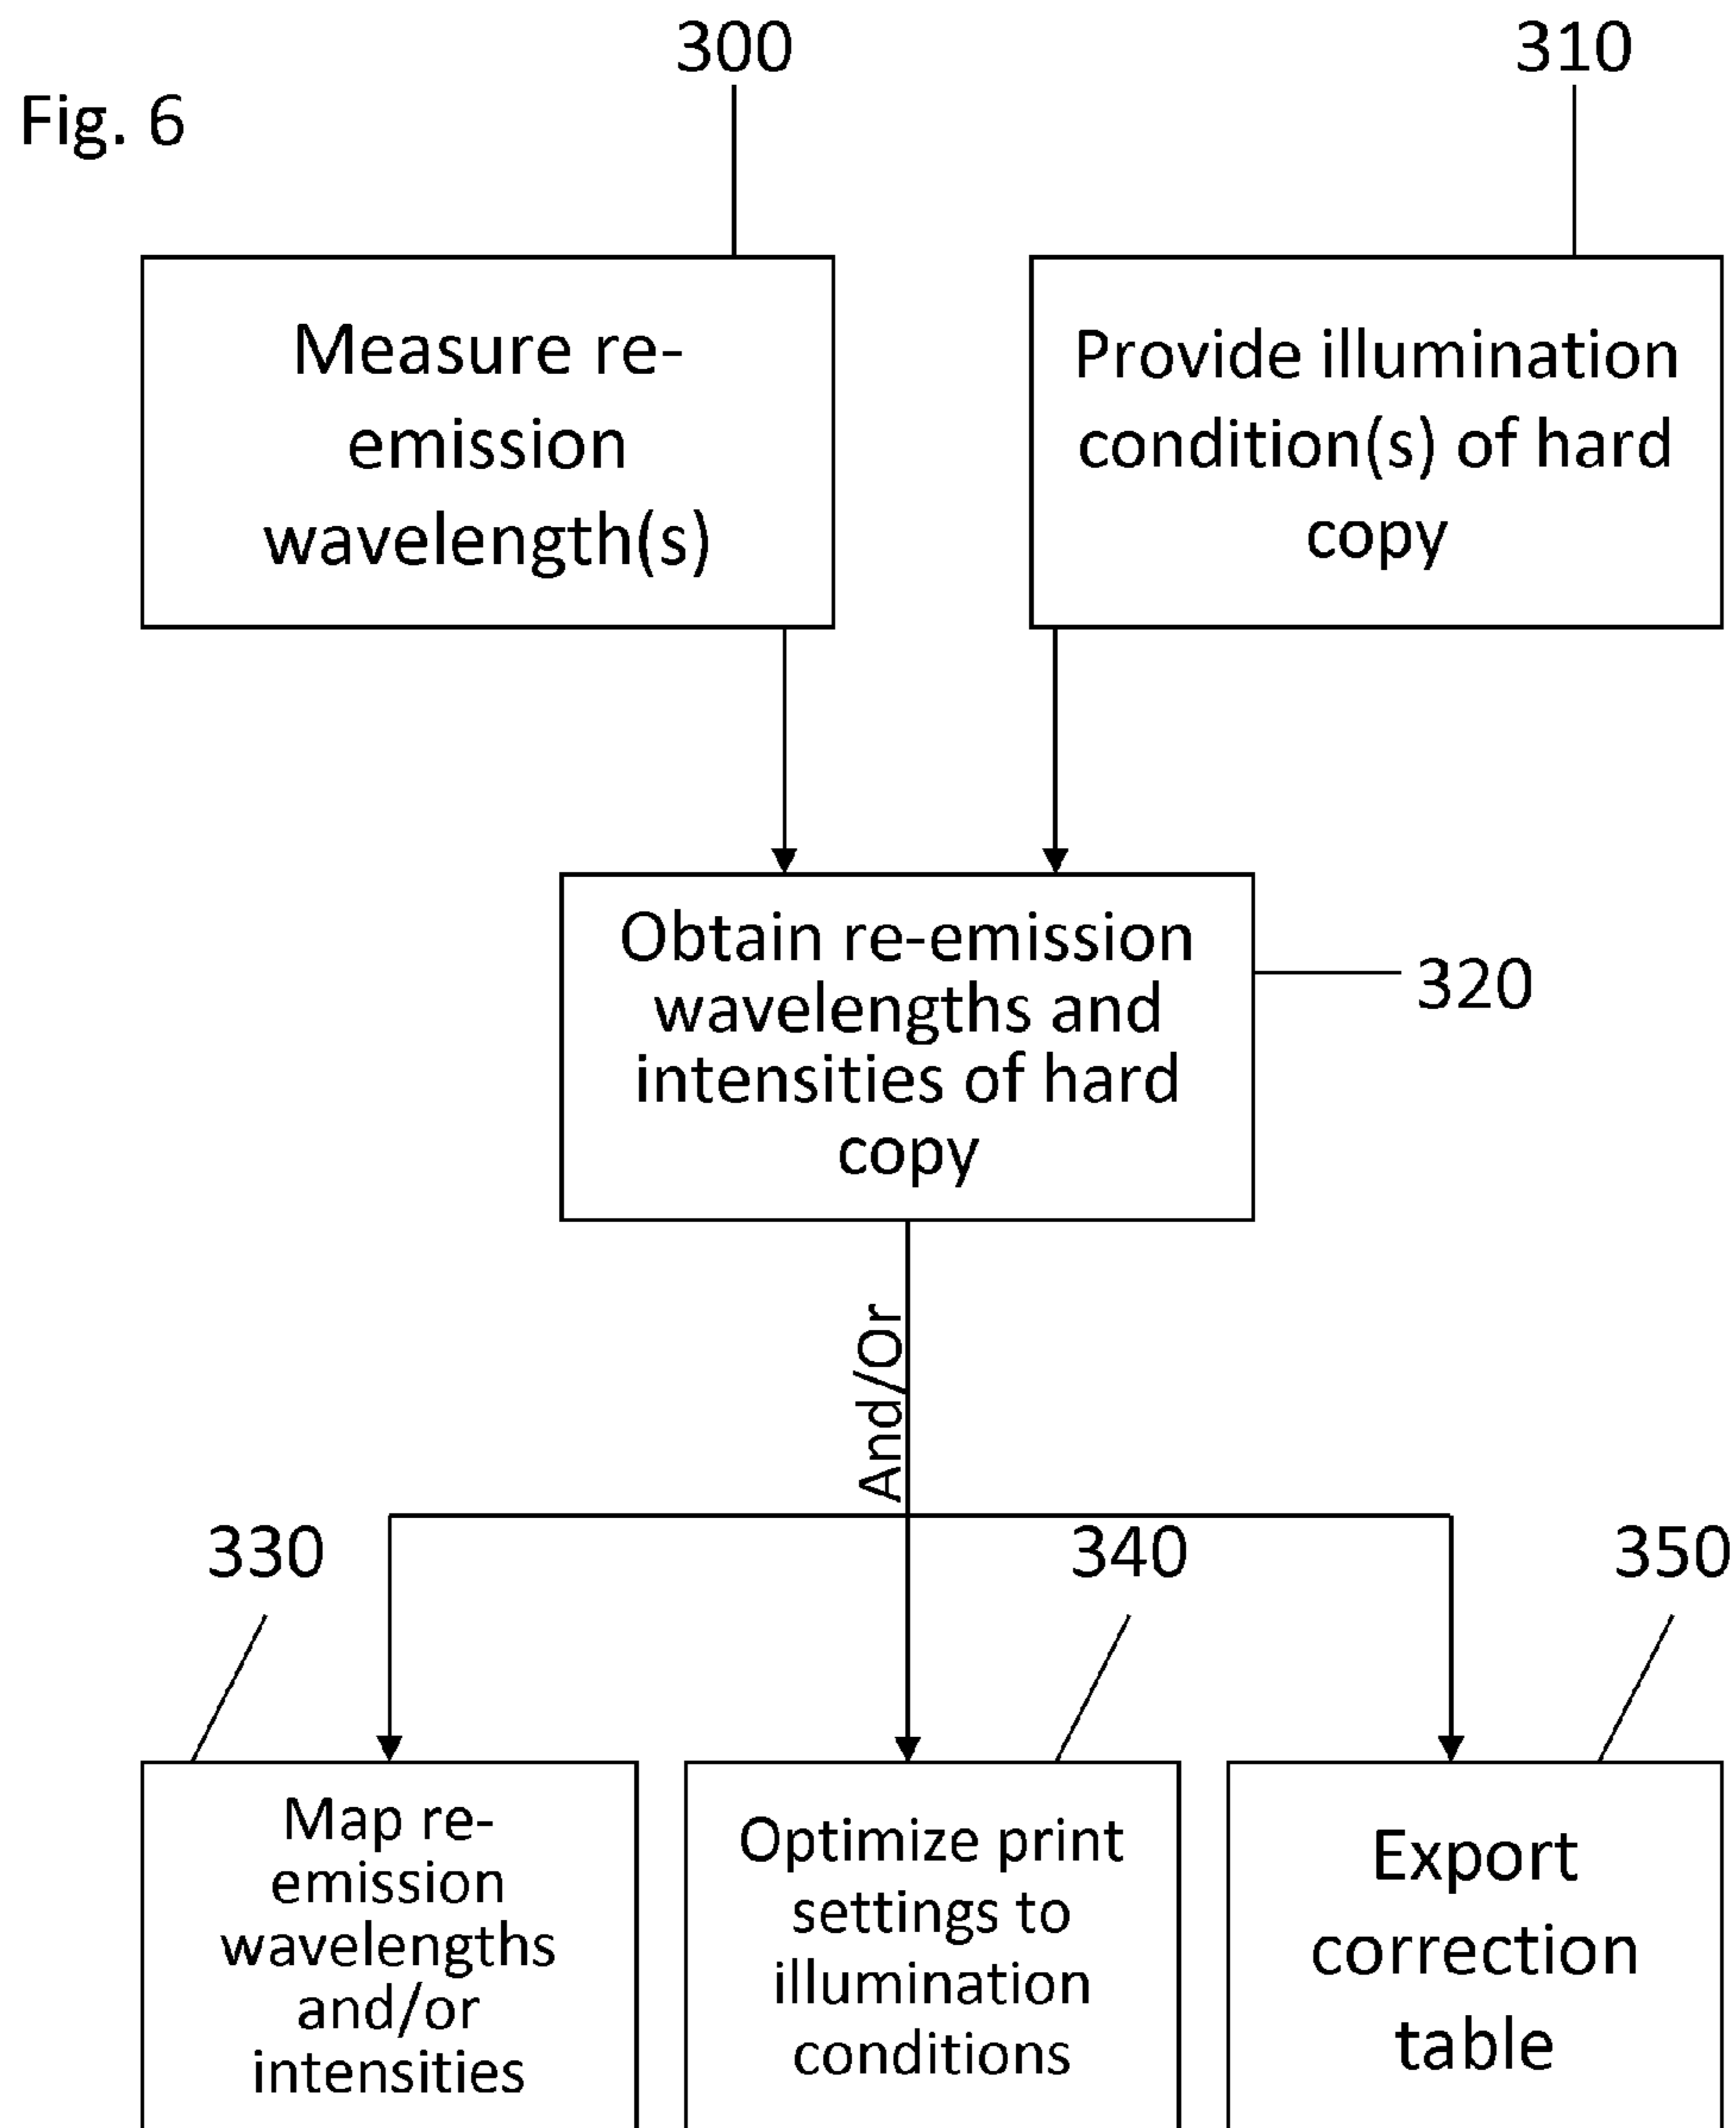 300
310
Fig. 6
Measure re-
emission
wavelength(s)
Provide illumination
condition(s) of hard
copy
Obtain re-emission
wavelengths and
intensities of hard
copy
320
And/Or
330
340
350
Map re-
emission
wavelengths
and/or
intensities
Optimize print
settings to
illumination
conditions
Export
correction
table